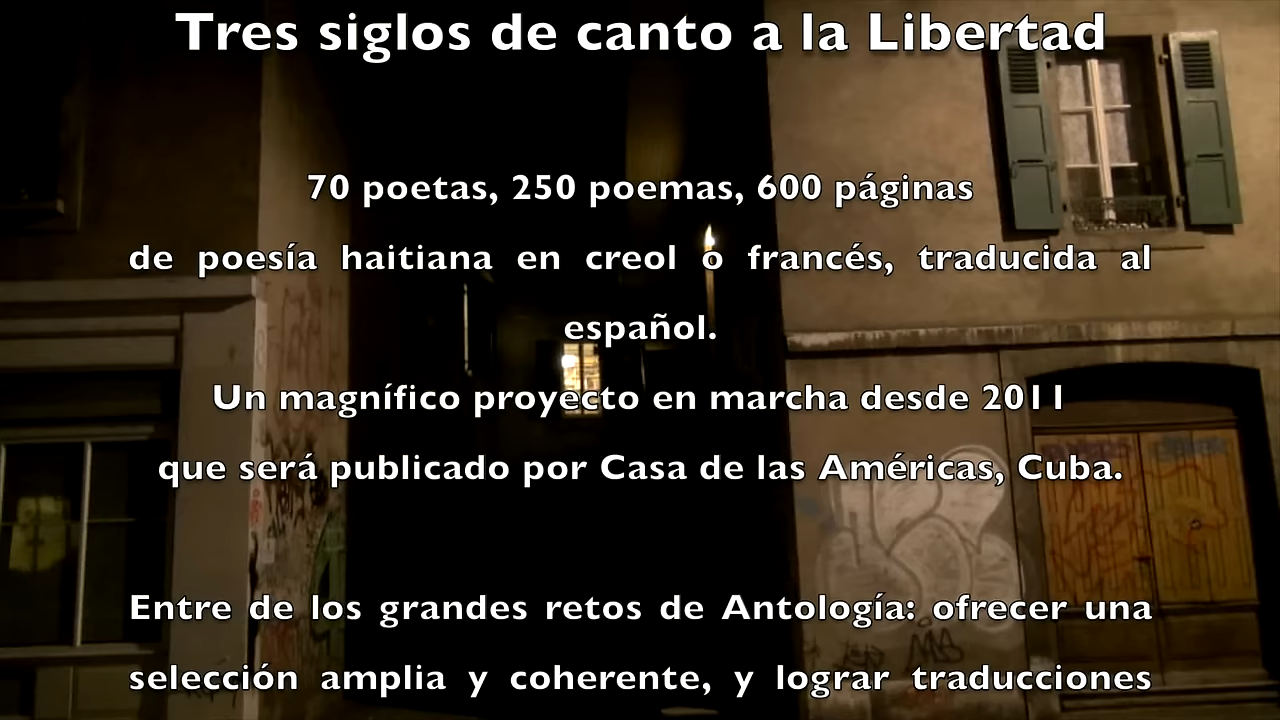 Tres siglos de canto a la Libertad
70 poetas, 250 poemas, 600 páginas
de poesía haitiana en creol o francés, traducida al
español.
Un magnífico proyecto en marcha desde 2011
que será publicado por Casa de las Américas, Cuba.
Entre de los grandes retos de Antología: ofrecer una
selección amplia y coherente, y lograr traducciones